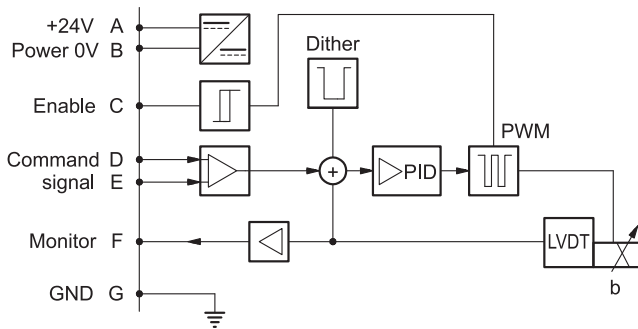 +24V A
Power 0V B
Dither
Enable C
PWM
Command D
signal E
+
PID
Monitor F
LVDT
b
GND G